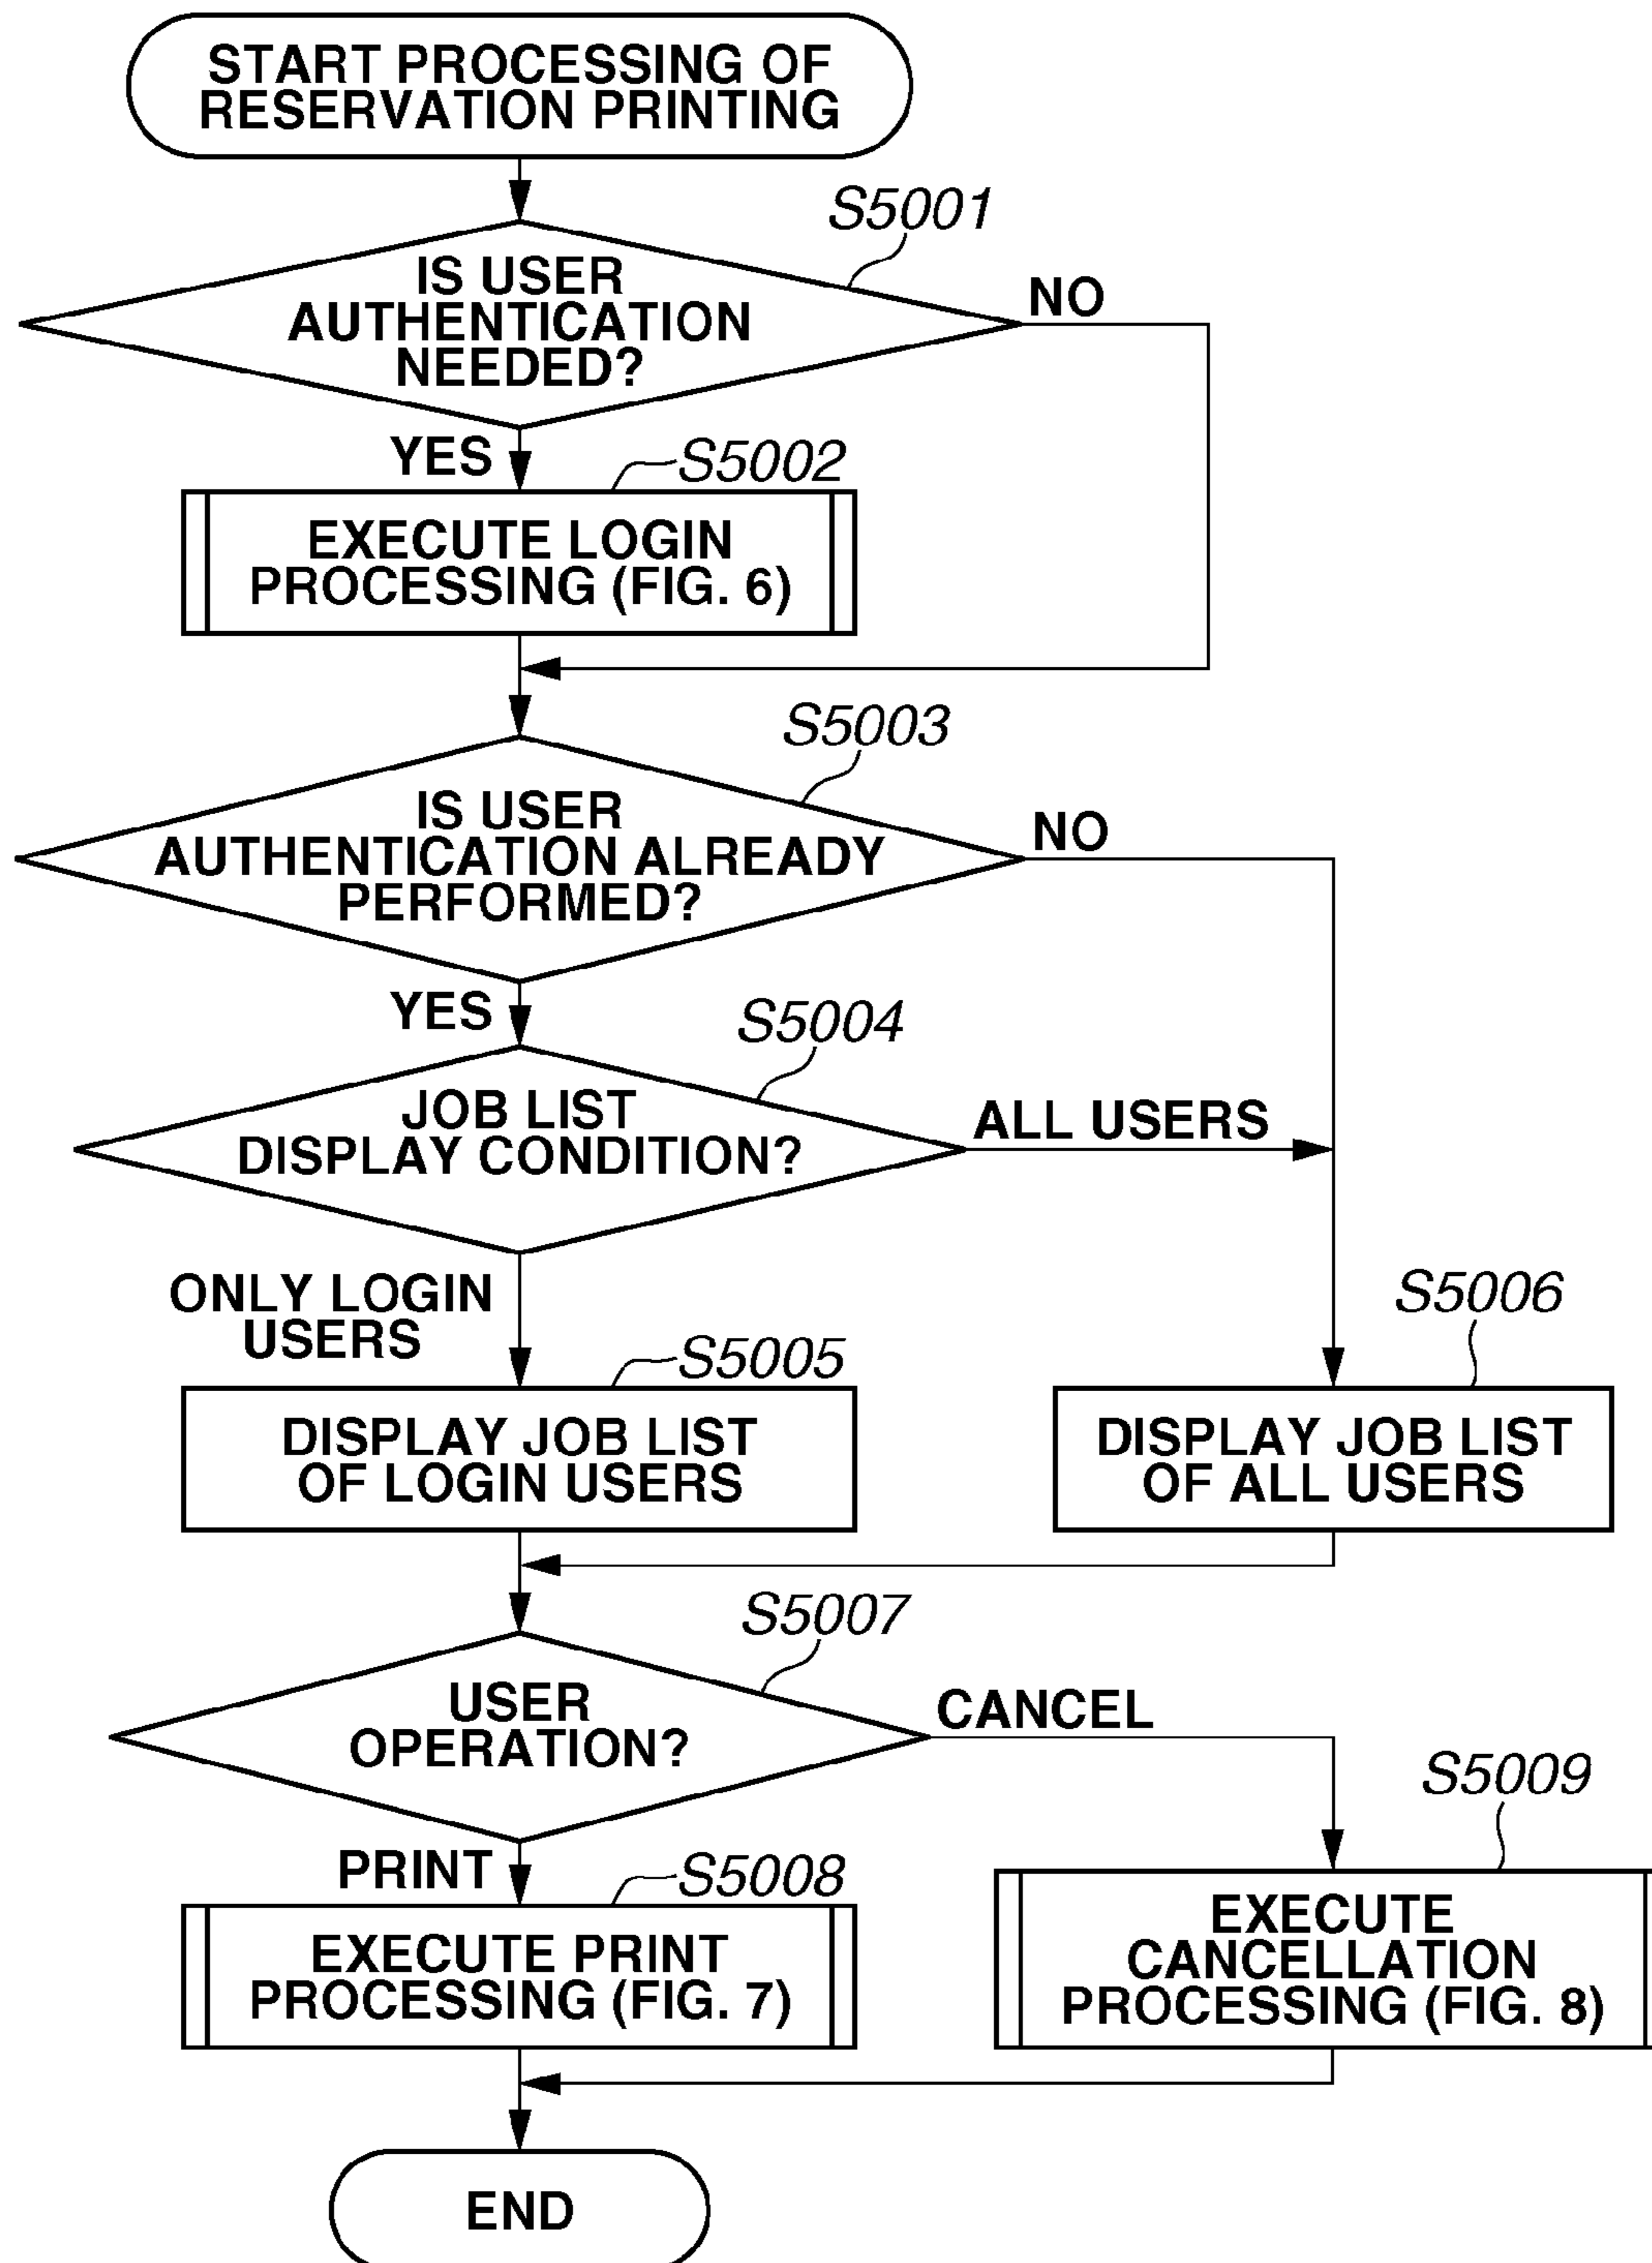 START PROCESSING OF
RESERVATION PRINTING
S5001
IS USER
AUTHENTICATION
NEEDED?
NO
YES
S5002
EXECUTE LOGIN
PROCESSING (FIG. 6)
S5003
IS USER
AUTHENTICATION ALREADY
PERFORMED?
NO
YES
S5004
JOB LIST
DISPLAY CONDITION?
ALL USERS
ONLY LOGIN
USERS
S5005
DISPLAY JOB LIST
OF LOGIN USERS
S5006
DISPLAY JOB LIST
OF ALL USERS
S5007
USER
OPERATION?
CANCEL
PRINT
S5008
EXECUTE PRINT
PROCESSING (FIG. 7)
S5009
EXECUTE
CANCELLATION
PROCESSING (FIG. 8)
END